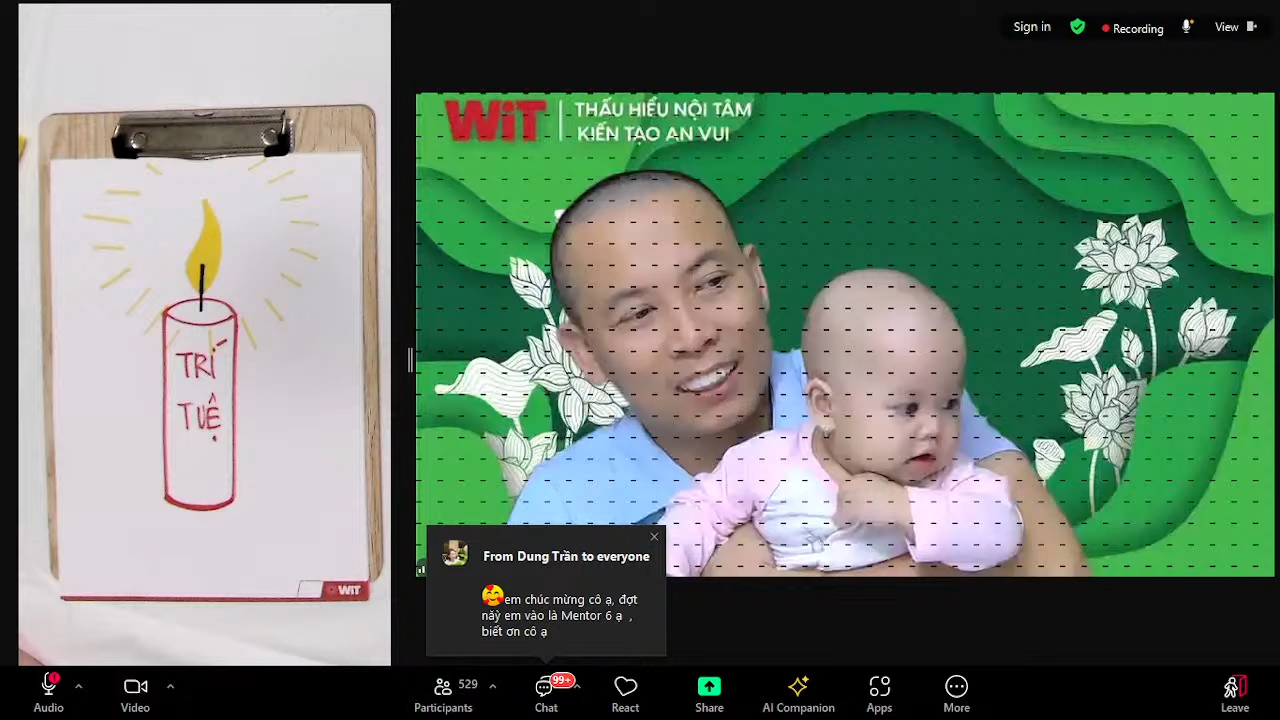 Sign in
Recording
View
WiT
THẤU HIỂU NỘI TÂM
KIẾN TẠO AN VUI
TRÍ
TUỆ
WiT
From Dung Trần to everyone
🥰em chúc mừng cô ạ, đợt
nãy em vào là Mentor 6 ạ ,
biết ơn cô ạ
Audio
Video
529
Participants
99+
Chat
React
Share
AI Companion
Apps
More
Leave